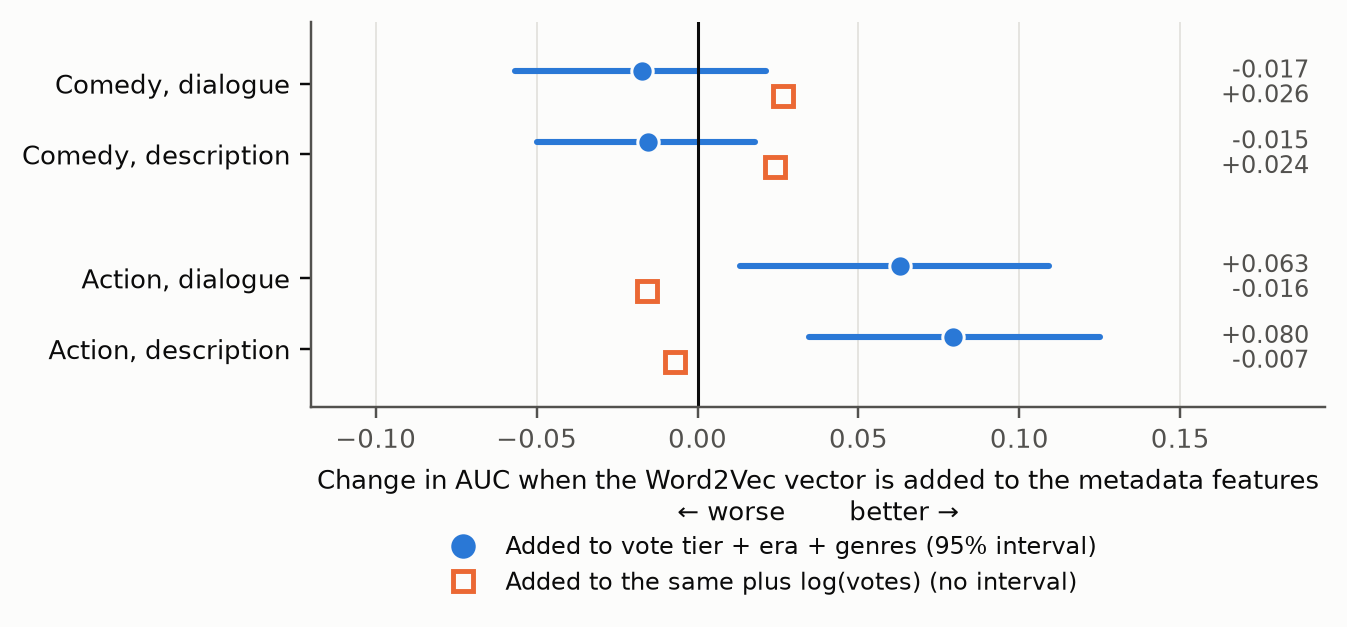 Comedy, dialogue
-0.017
+0.026
Comedy, description
-0.015
+0.024
Action, dialogue
+0.063
-0.016
Action, description
+0.080
-0.007
−0.10 −0.05 0.00 0.05 0.10 0.15
Change in AUC when the Word2Vec vector is added to the metadata features
← worse better →
Added to vote tier + era + genres (95% interval)
Added to the same plus log(votes) (no interval)